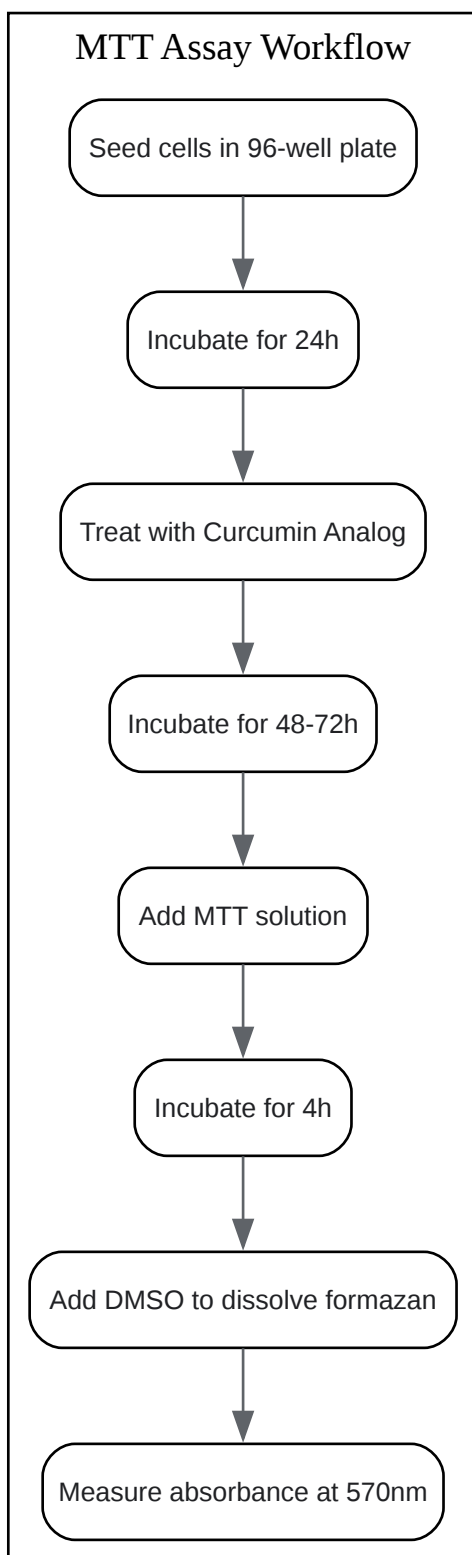 MTT Assay Workflow
Seed cells in 96-well plate
Incubate for 24h
Treat with Curcumin Analog
Incubate for 48-72h
Add MTT solution
Incubate for 4h
Add DMSO to dissolve formazan
Measure absorbance at 570nm